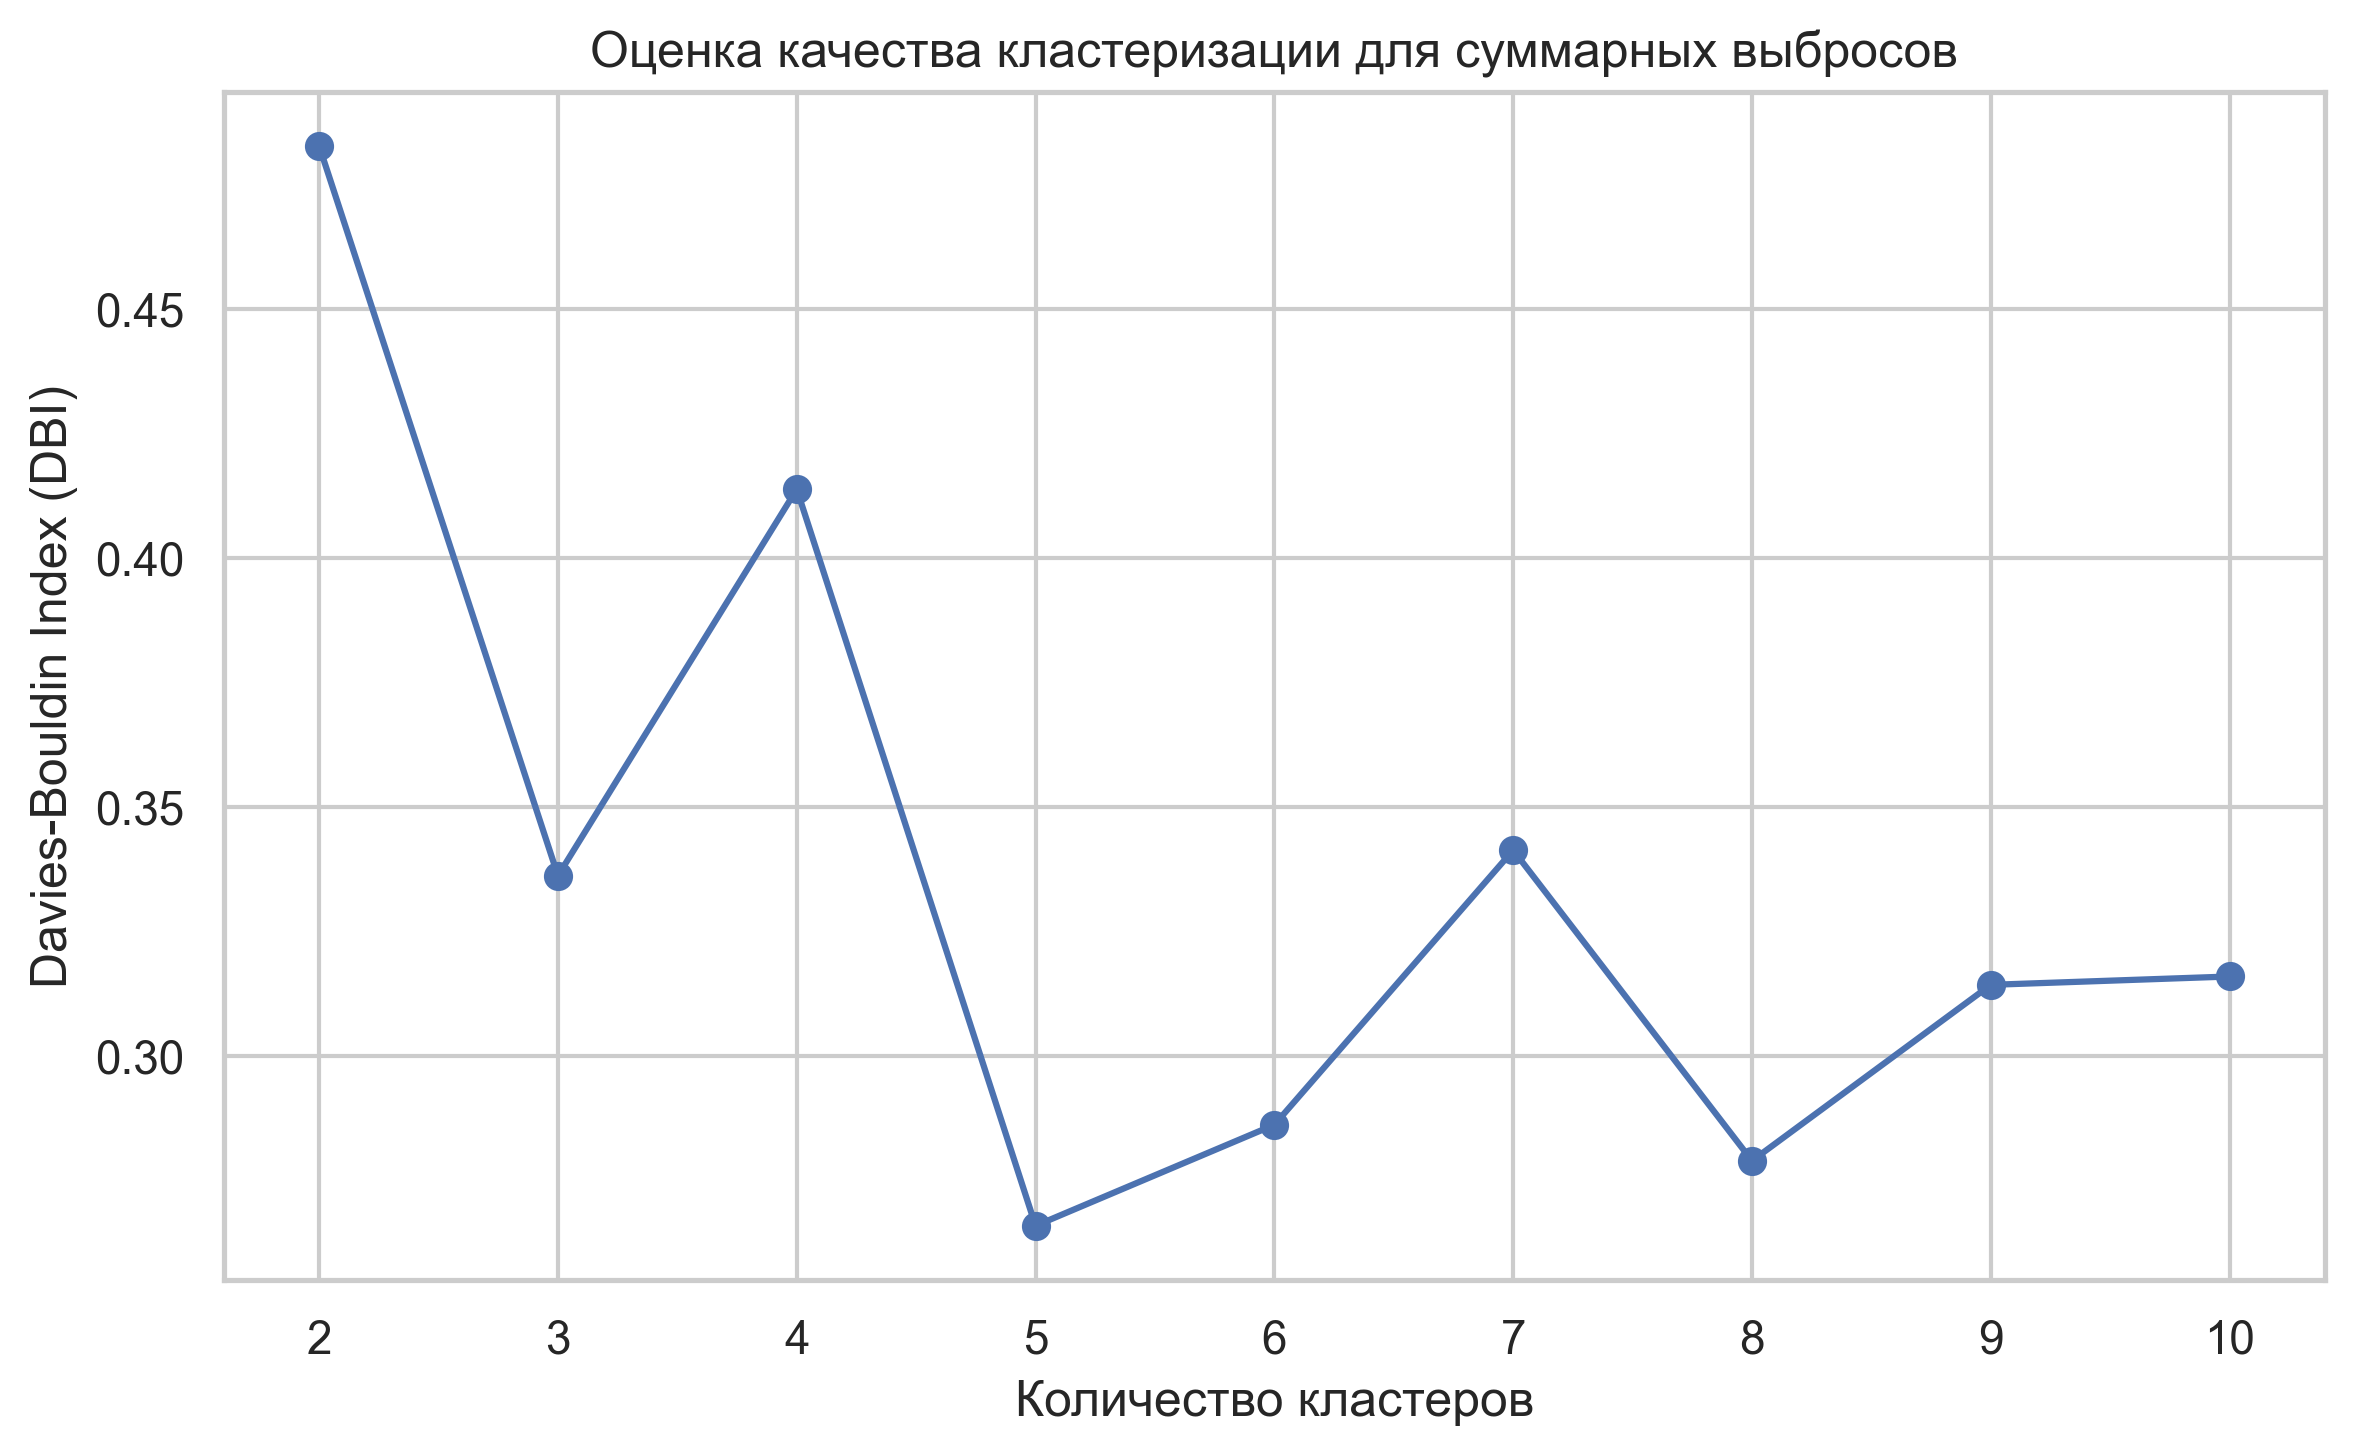 Оценка качества кластеризации для суммарных выбросов
Davies-Bouldin Index (DBI)
0.45
0.40
0.35
0.30
2 3 4 5 6 7 8 9 10
Количество кластеров